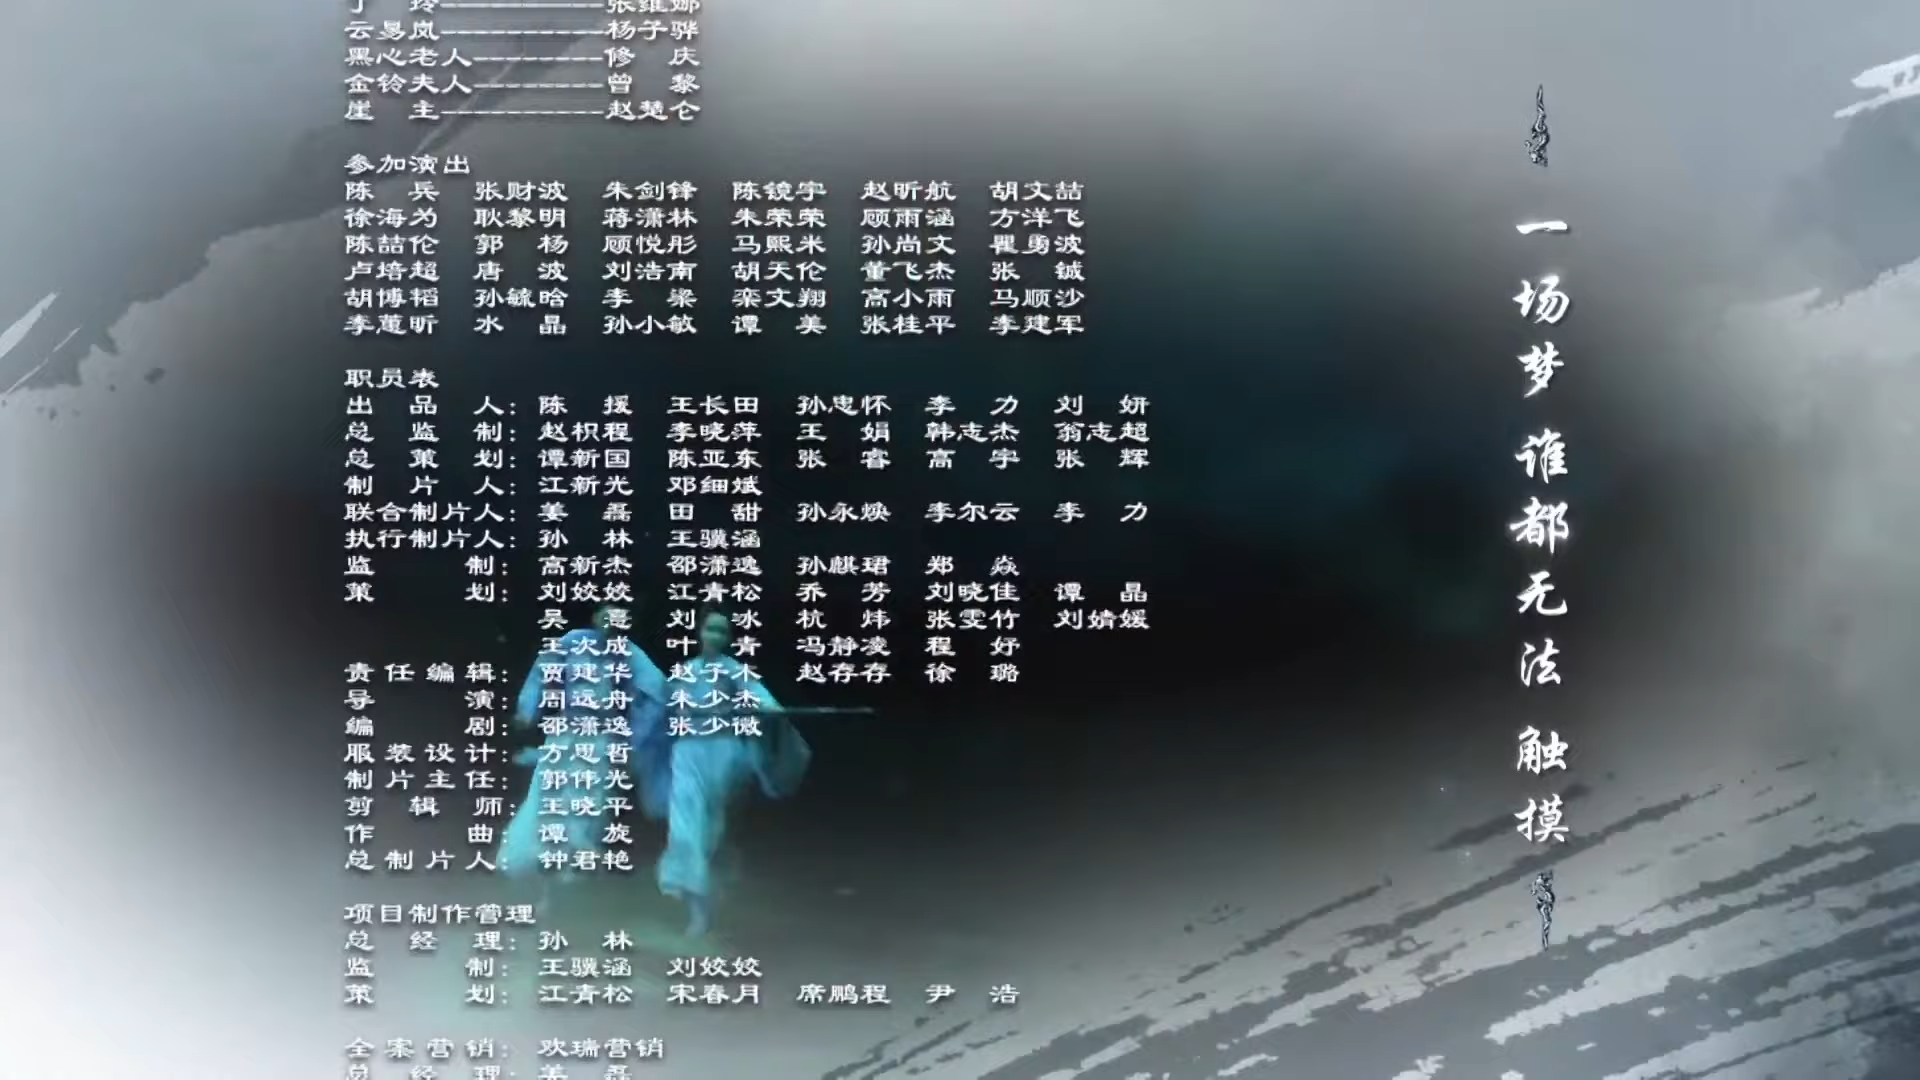 丁 玲----------张维娜
云曼岚----------杨子骅
黑心老人--------修 庆
金铃夫人--------曾 黎
崖 主----------赵楚仑
参加演出
陈 兵 张财波 朱剑锋 陈镜宇 赵昕航 胡文喆
徐海为 耿黎明 蒋潇林 朱荣荣 顾雨涵 方洋飞
陈喆伦 郭 杨 顾悦彤 马熙米 孙尚文 瞿勇波
卢培超 唐 波 刘浩南 胡天伦 董飞杰 张 铖
胡博韬 孙毓晗 李 梁 栾文翔 高小雨 马顺沙
李蕙昕 水 晶 孙小敏 谭 美 张桂平 李建军
职员表
出品人：陈 援 王长田 孙忠怀 李 力 刘 妍
总监制：赵枳程 李晓萍 王 娟 韩志杰 翁志超
总策划：谭新国 陈亚东 张 睿 高 宇 张 辉
制片人：江新光 邓细斌
联合制片人：姜 磊 田 甜 孙永焕 李尔云 李 力
执行制片人：孙 林 王骥涵
监制：高新杰 邵潇逸 孙麒珺 郑 焱
策划：刘姣姣 江青松 乔 芳 刘晓佳 谭 晶
吴 刘 冰 杭 炜 张雯竹 刘婧媛
王次成 叶 青 冯静凌 程 妤
责任编辑：贾建华 赵子木 赵存存 徐 璐
导演：周远舟 朱少杰
编剧：邵潇逸 张少微
服装设计：方思哲
制片主任：郭伟光
剪辑师：王晓平
作曲：谭 旋
总制片人：钟君艳
项目制作管理
总经理：孙 林
监制：王骥涵 刘姣姣
策划：江青松 宋春月 席鹏程 尹 浩
全案营销：欢瑞营销
总经理：姜 磊
一场梦 谁都无法 触摸